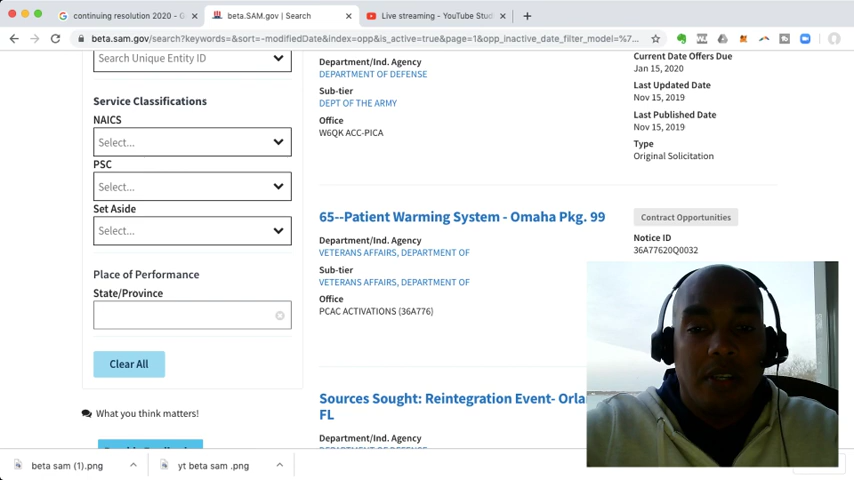 continuing resolution 2020 - G
beta.SAM.gov | Search
Live streaming - YouTube Stud
beta.sam.gov/search?keywords=&sort=-modifiedDate&index=opp&is_active=true&page=1&opp_inactive_date_filter_model=%7...
Search Unique Entity ID
Service Classifications
NAICS
Select...
PSC
Select...
Set Aside
Select...
Place of Performance
State/Province
Clear All
What you think matters!
Department/Ind. Agency
DEPARTMENT OF DEFENSE
Sub-tier
DEPT OF THE ARMY
Office
W6QK ACC-PICA
Current Date Offers Due
Jan 15, 2020
Last Updated Date
Nov 15, 2019
Last Published Date
Nov 15, 2019
Type
Original Solicitation
65--Patient Warming System - Omaha Pkg. 99
Department/Ind. Agency
VETERANS AFFAIRS, DEPARTMENT OF
Sub-tier
VETERANS AFFAIRS, DEPARTMENT OF
Office
PCAC ACTIVATIONS (36A776)
Contract Opportunities
Notice ID
36A77620Q0032
Sources Sought: Reintegration Event- Orla
FL
Department/Ind. Agency
beta sam (1).png
yt beta sam .png